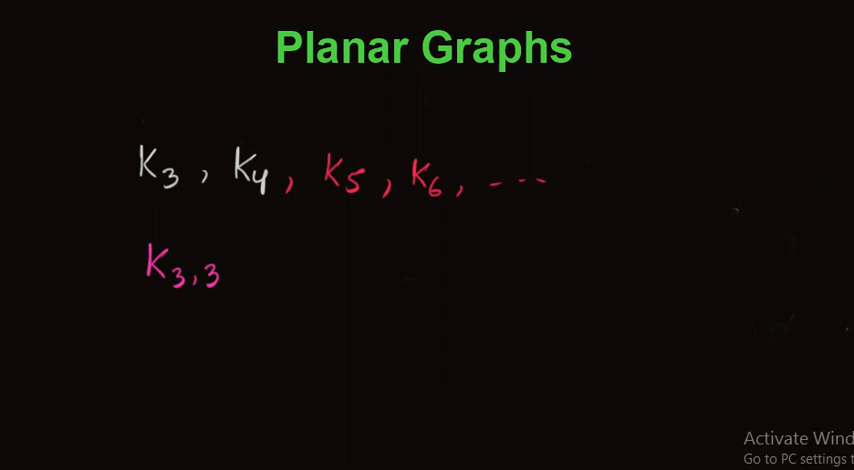 Planar Graphs
K3, K4, K5, K6, ----
K3,3
Activate Wind
Go to PC settings t